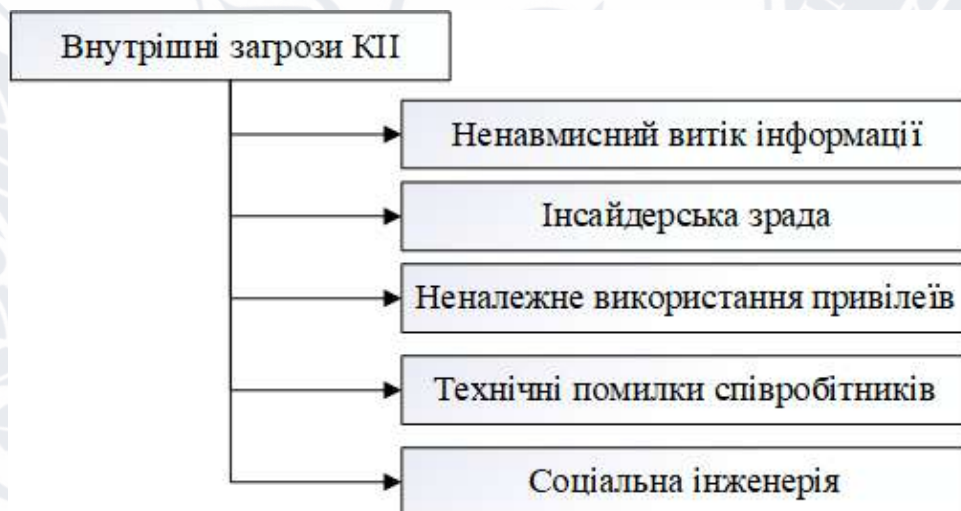 Внутрішні загрози КІІ
Ненавмисний витік інформації
Інсайдерська зрада
Неналежне використання привілеїв
Технічні помилки співробітників
Соціальна інженерія